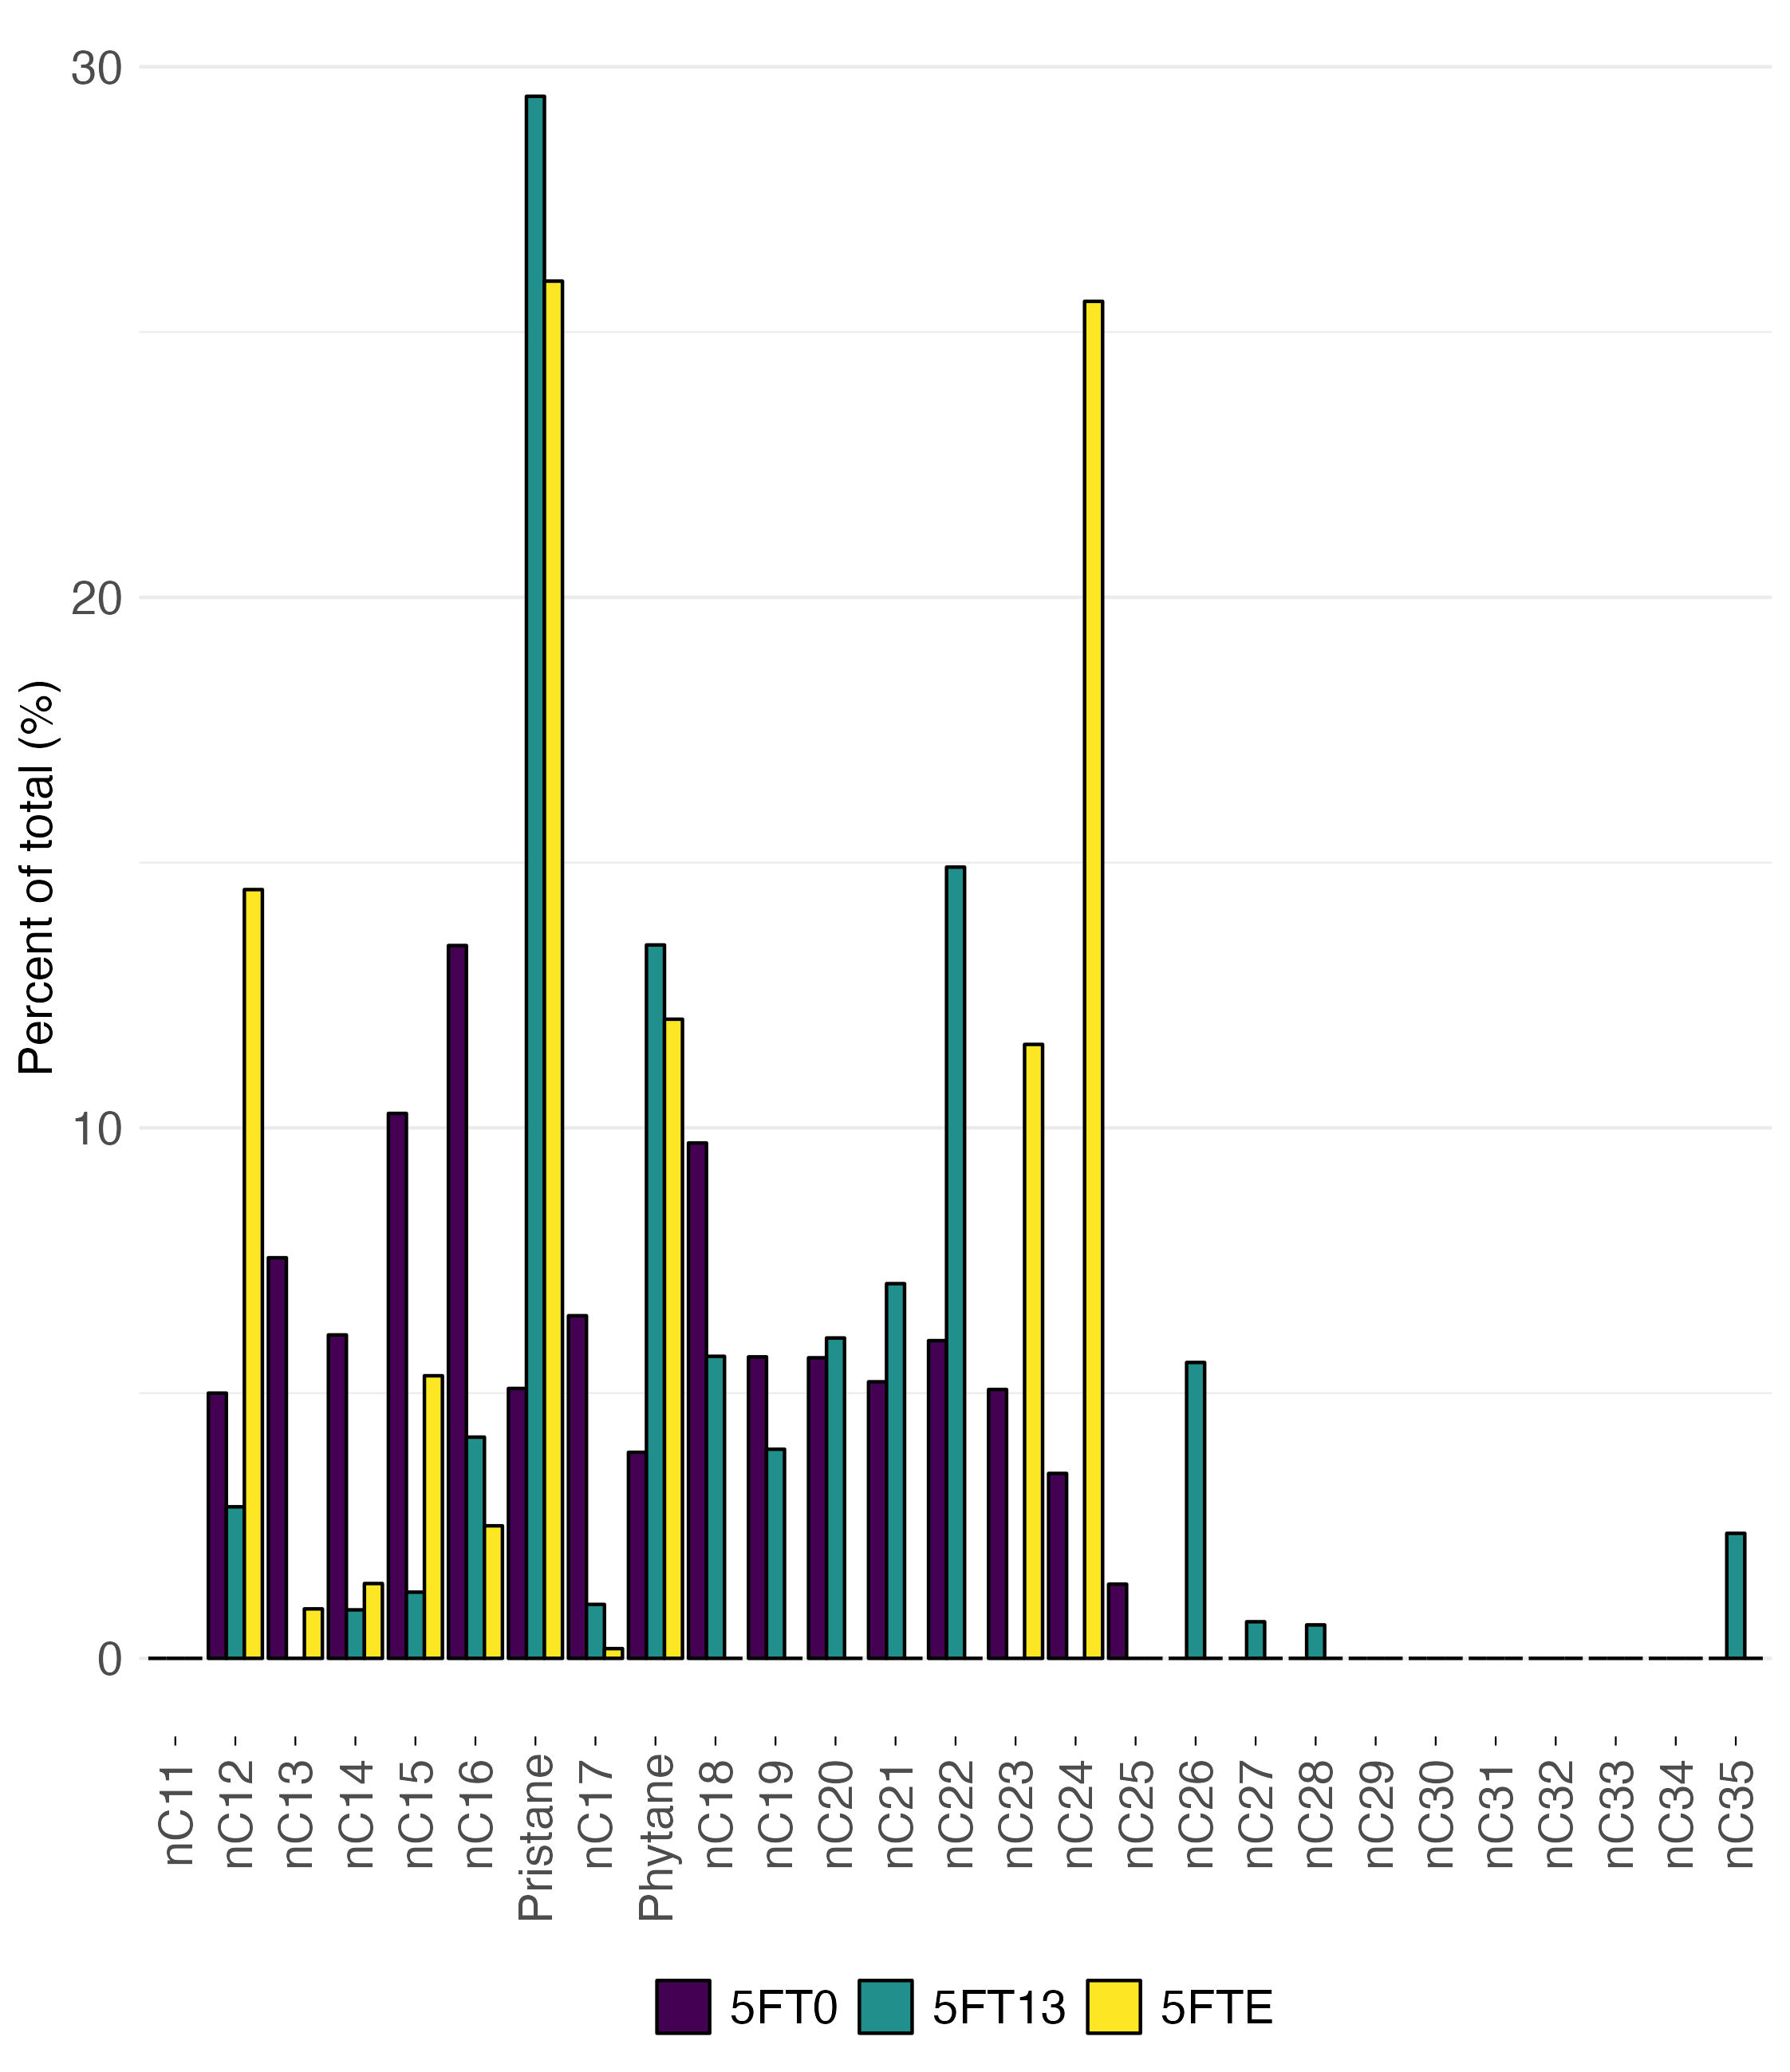 Percent of total (%)
30
20
10
0
nC11
nC12
nC13
nC14
nC15
nC16
Pristane
nC17
Phytane
nC18
nC19
nC20
nC21
nC22
nC23
nC24
nC25
nC26
nC27
nC28
nC29
nC30
nC31
nC32
nC33
nC34
nC35
5FT0 5FT13 5FTE